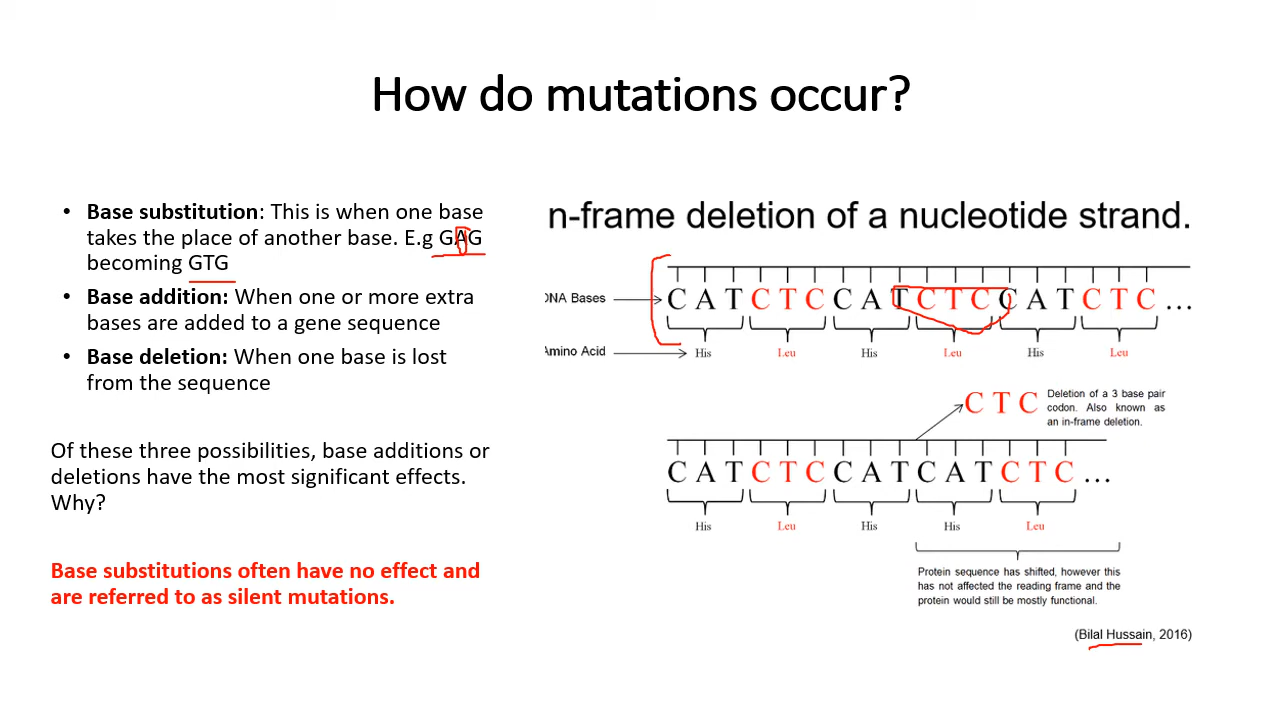 How do mutations occur?
• Base substitution: This is when one base
takes the place of another base. E.g GAG
becoming GTG
• Base addition: When one or more extra
bases are added to a gene sequence
• Base deletion: When one base is lost
from the sequence
Of these three possibilities, base additions or
deletions have the most significant effects.
Why?
Base substitutions often have no effect and
are referred to as silent mutations.
n-frame deletion of a nucleotide strand.
DNA Bases
C A T C T C C A T C T C C A T C T C ...
Amino Acid
His Leu His Leu His Leu
C T C
Deletion of a 3 base pair
codon. Also known as
an in-frame deletion.
C A T C T C C A T C A T C T C ...
His Leu His His Leu
Protein sequence has shifted, however this
has not affected the reading frame and the
protein would still be mostly functional.
(Bilal Hussain, 2016)